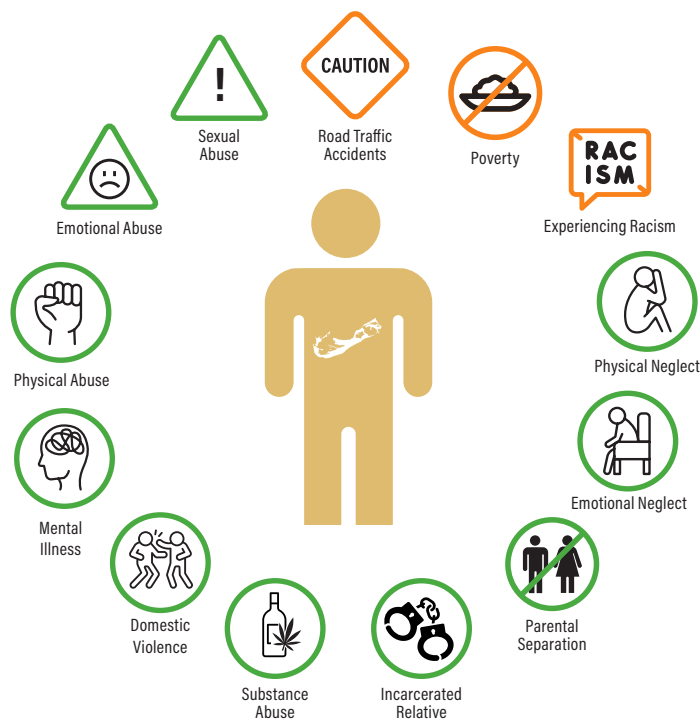 CAUTION
!
Sexual
Abuse
Road Traffic
Accidents
Poverty
RAC
ISM
Emotional Abuse
Experiencing Racism
Physical Abuse
Physical Neglect
Mental
Illness
Emotional Neglect
Domestic
Violence
Parental
Separation
Substance
Abuse
Incarcerated
Relative